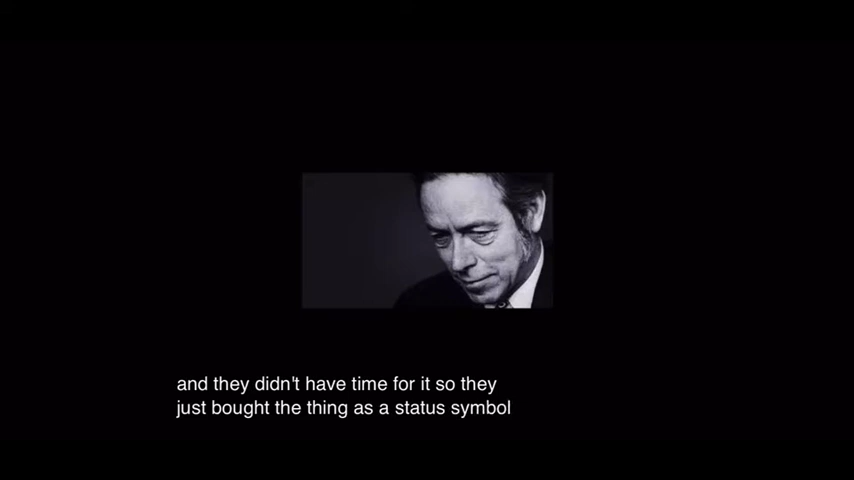 and they didn't have time for it so they
just bought the thing as a status symbol